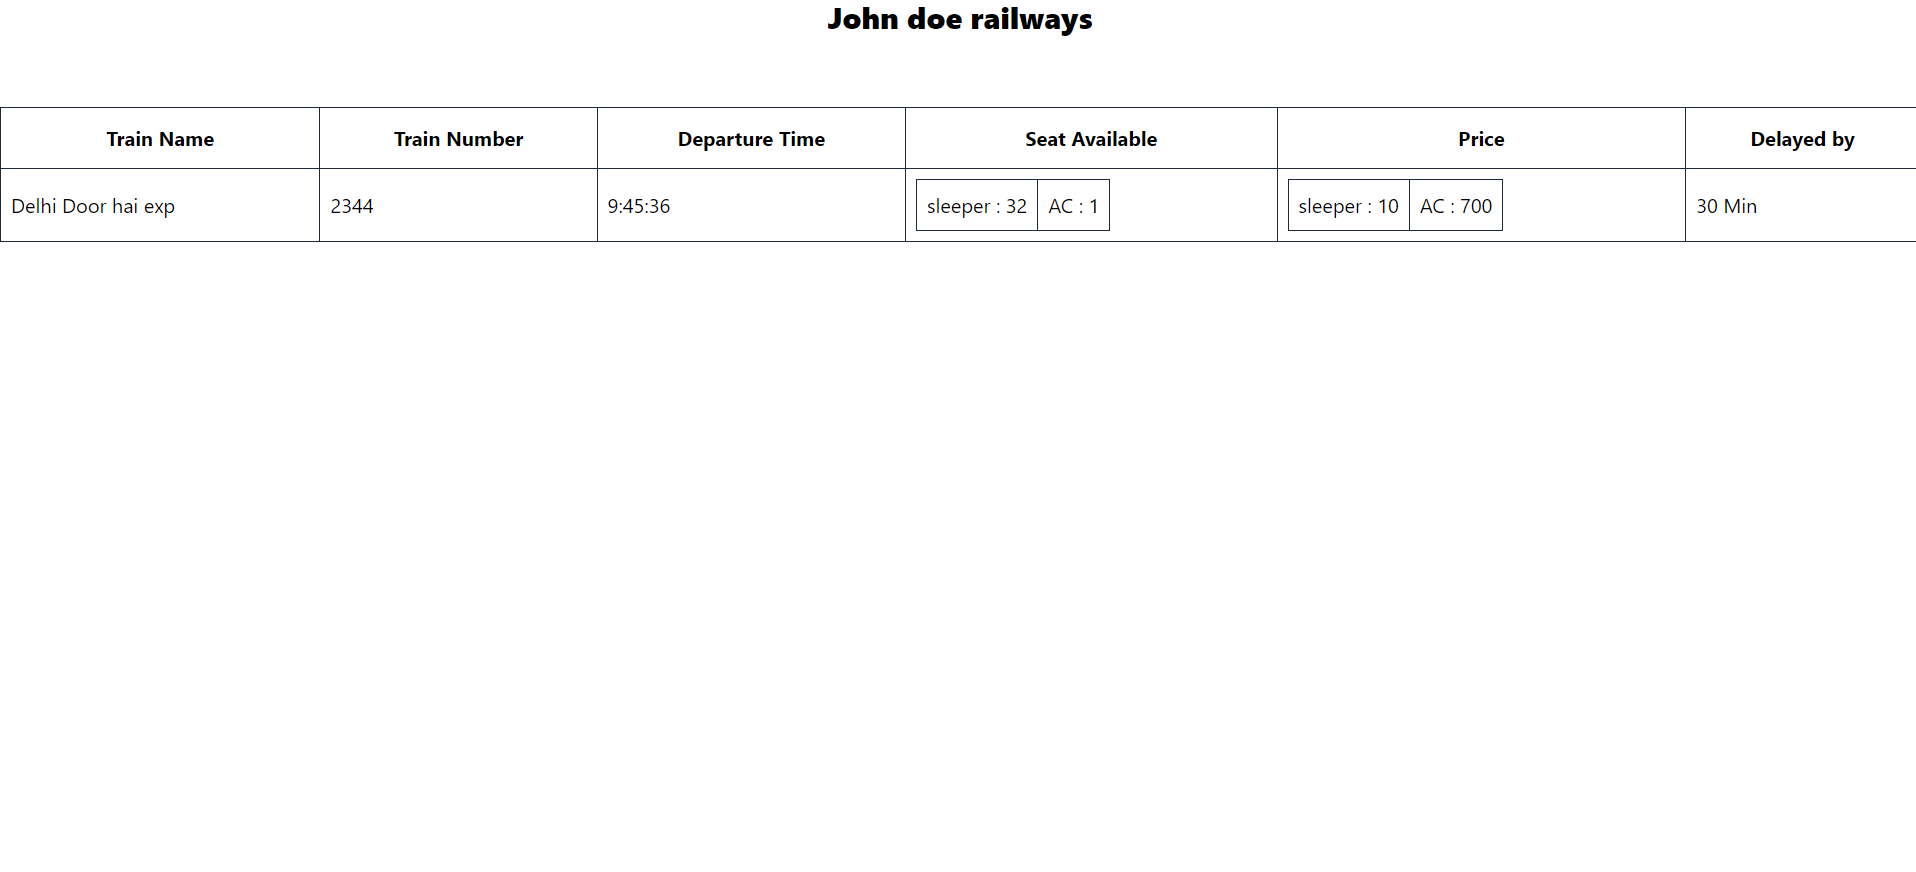 John doe railways
Train Name Train Number Departure Time Seat Available Price Delayed by
Delhi Door hai exp 2344 9:45:36 sleeper : 32 AC : 1 sleeper : 10 AC : 700 30 Min